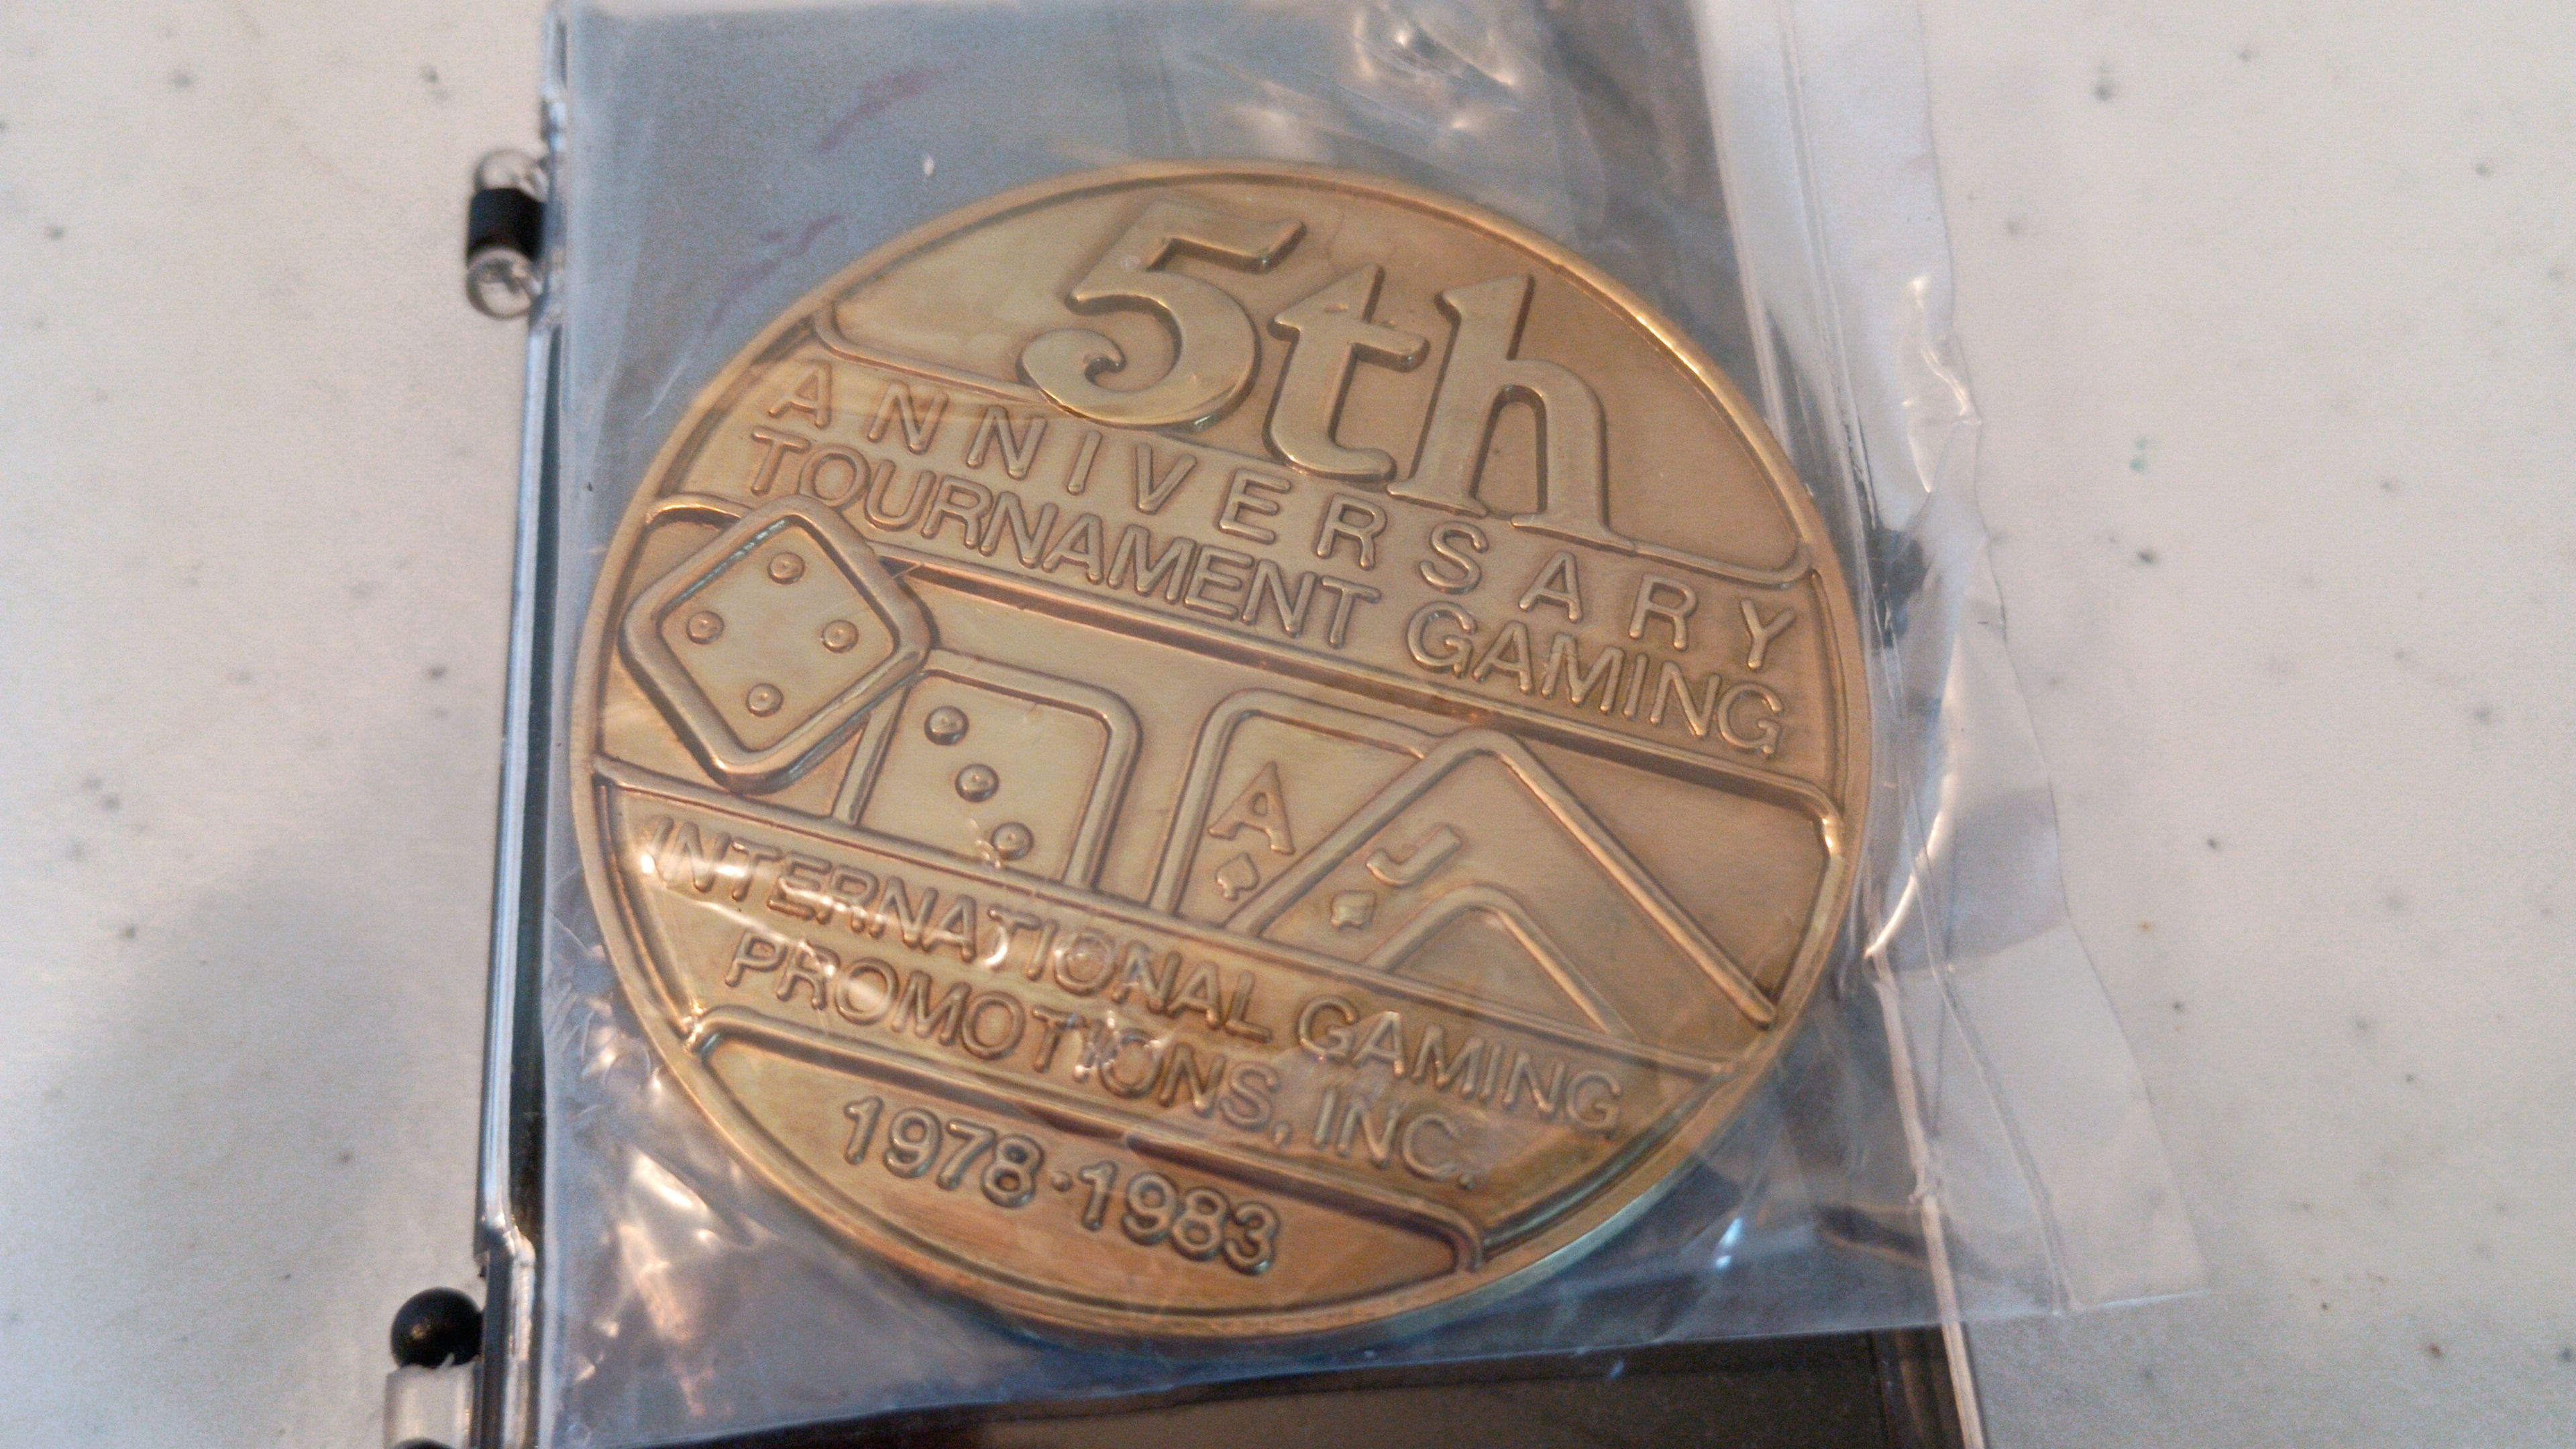 5th
ANNIVERSARY
TOURNAMENT GAMING
A
J
INTERNATIONAL GAMING
PROMOTIONS, INC.
1978·1983